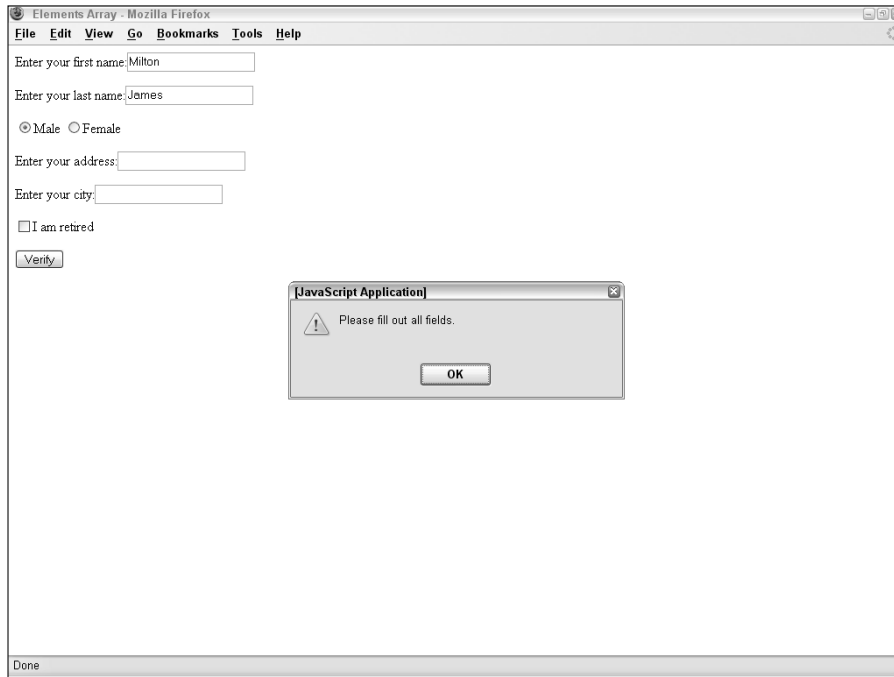 Elements Array - Mozilla Firefox
File Edit View Go Bookmarks Tools Help
Enter your first name:Milton
Enter your last name:James
Male Female
Enter your address:
Enter your city:
I am retired
Verify
[JavaScript Application]
Please fill out all fields.
OK
Done